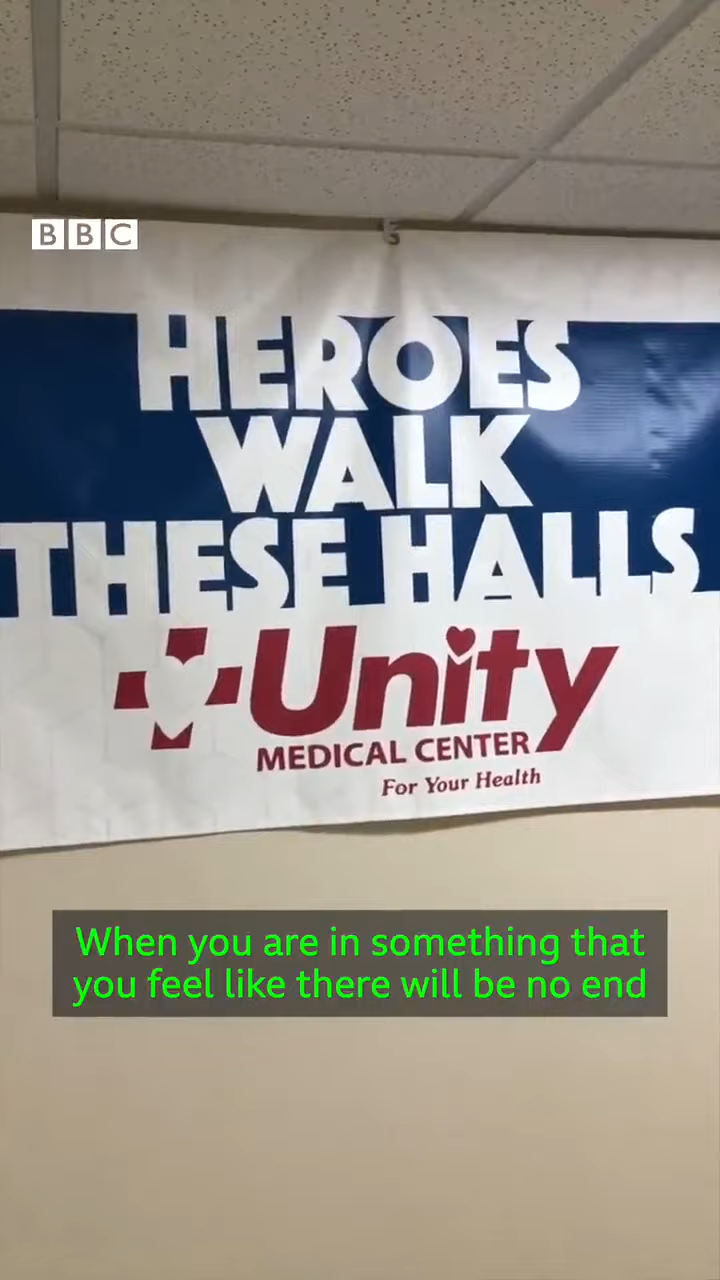 BBC
HEROES
WALK
THESE HALLS
Unity
MEDICAL CENTER
For Your Health
When you are in something that
you feel like there will be no end